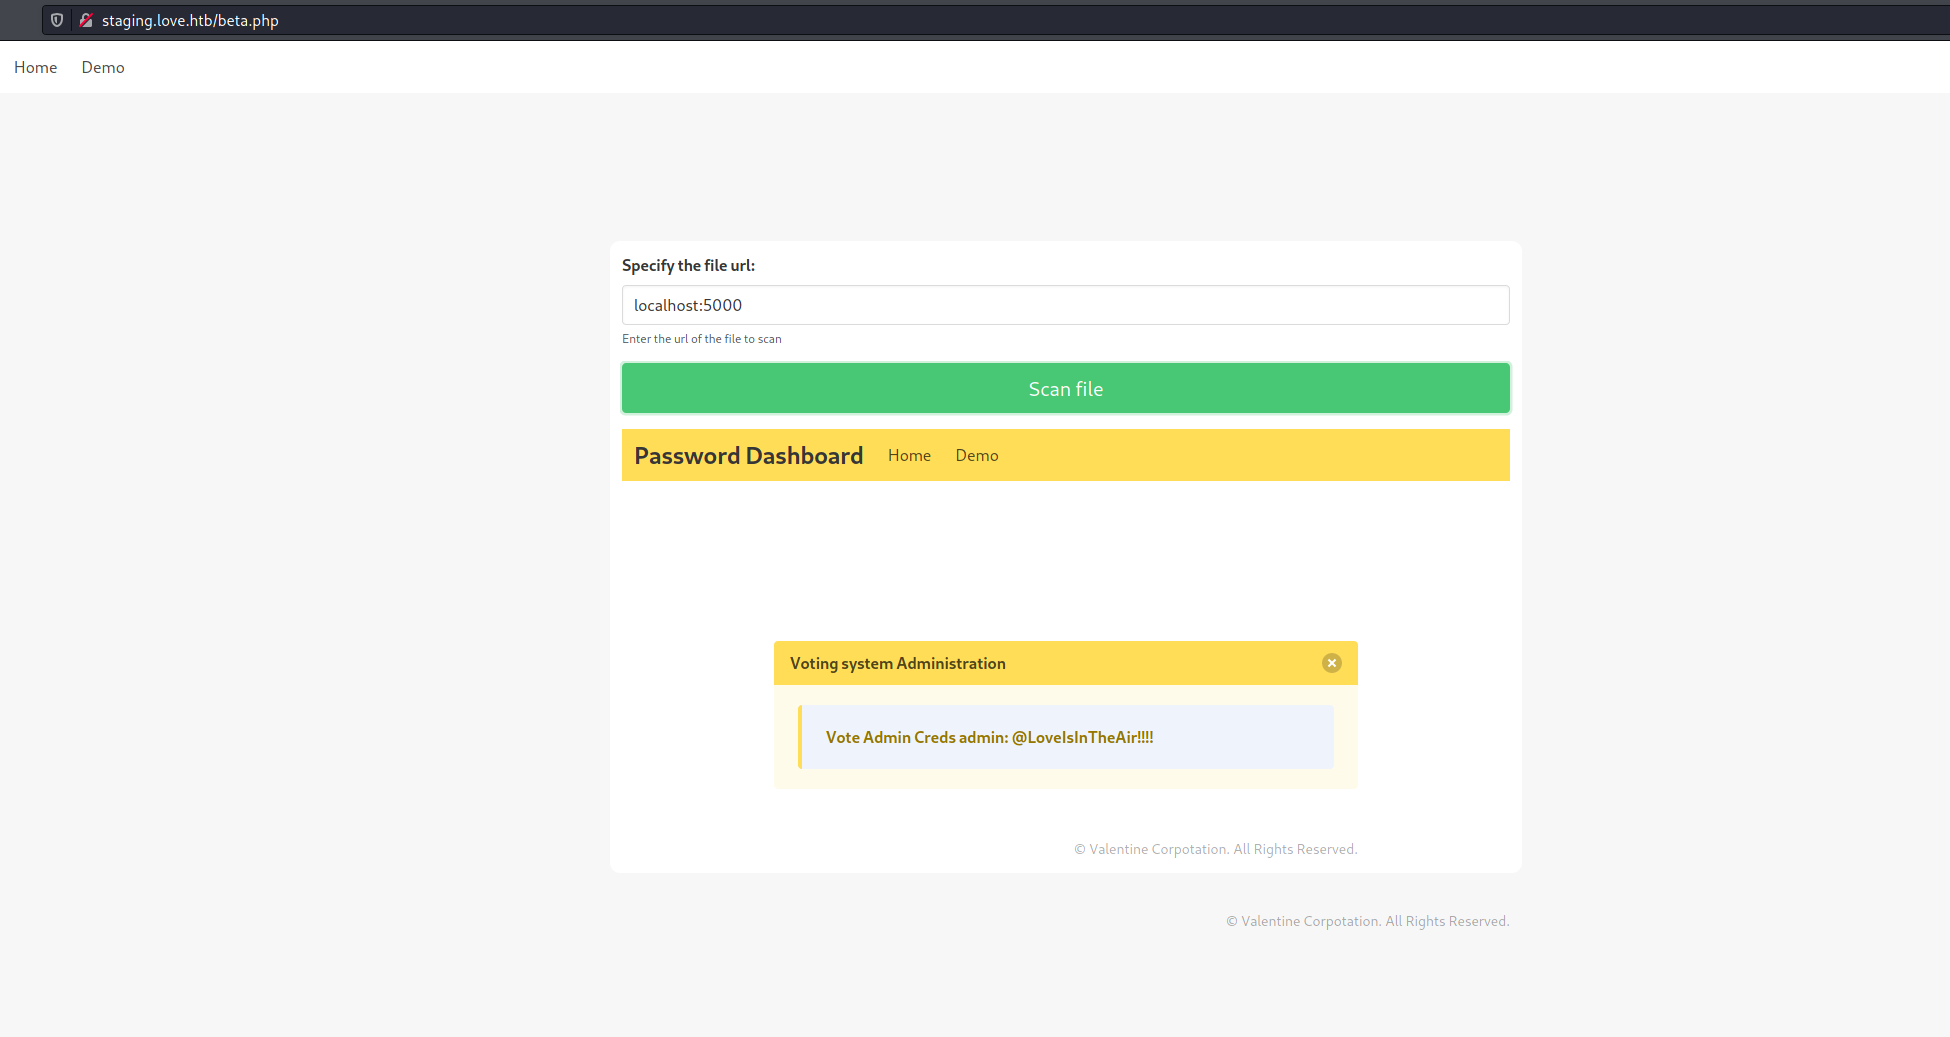 staging.love.htb/beta.php
Home Demo
Specify the file url:
localhost:5000
Enter the url of the file to scan
Scan file
Password Dashboard Home Demo
Voting system Administration
Vote Admin Creds admin: @LoveIsInTheAir!!!!
© Valentine Corpotation. All Rights Reserved.
© Valentine Corpotation. All Rights Reserved.